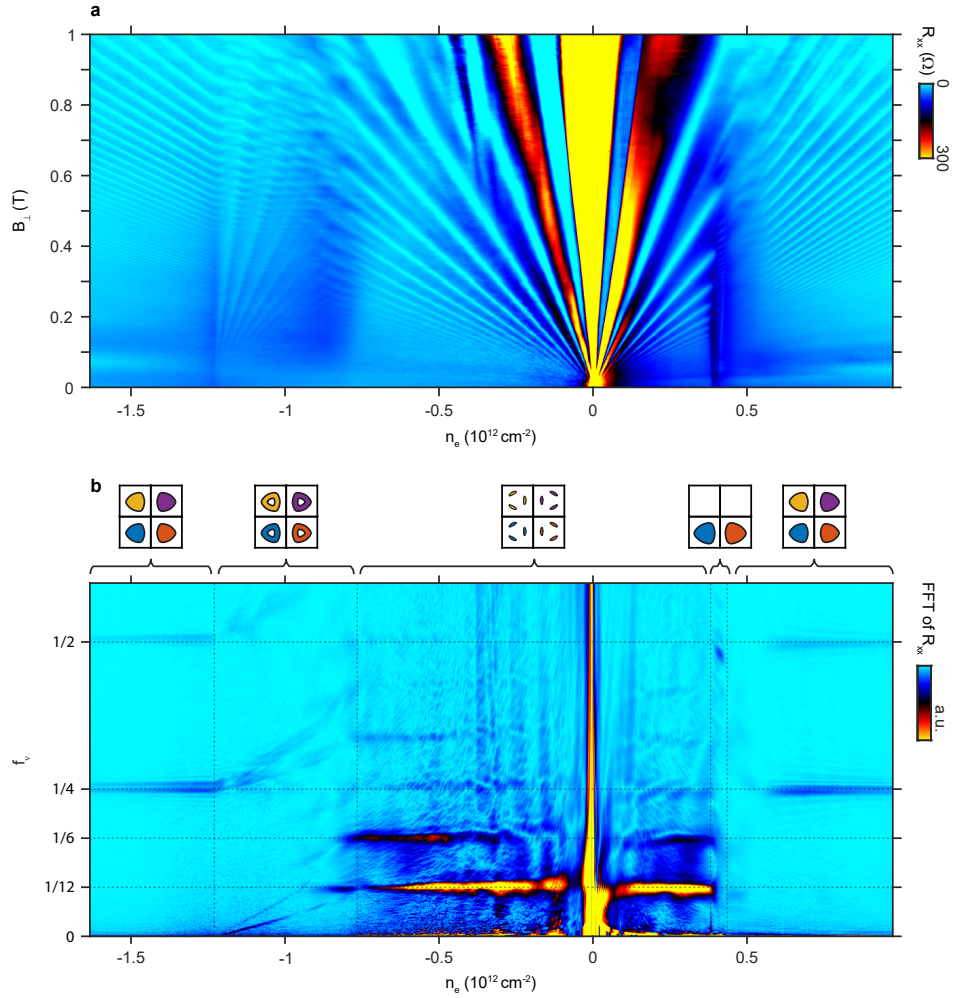 a
1
0.8
0.6
0.4
0.2
0
B⊥ (T)
-1.5 -1 -0.5 0 0.5
nₑ (10¹² cm⁻²)
Rₓₓ (Ω)
0
300
b
1/2
1/4
1/6
1/12
0
fᵥ
-1.5 -1 -0.5 0 0.5
nₑ (10¹² cm⁻²)
FFT of Rₓₓ
a.u.